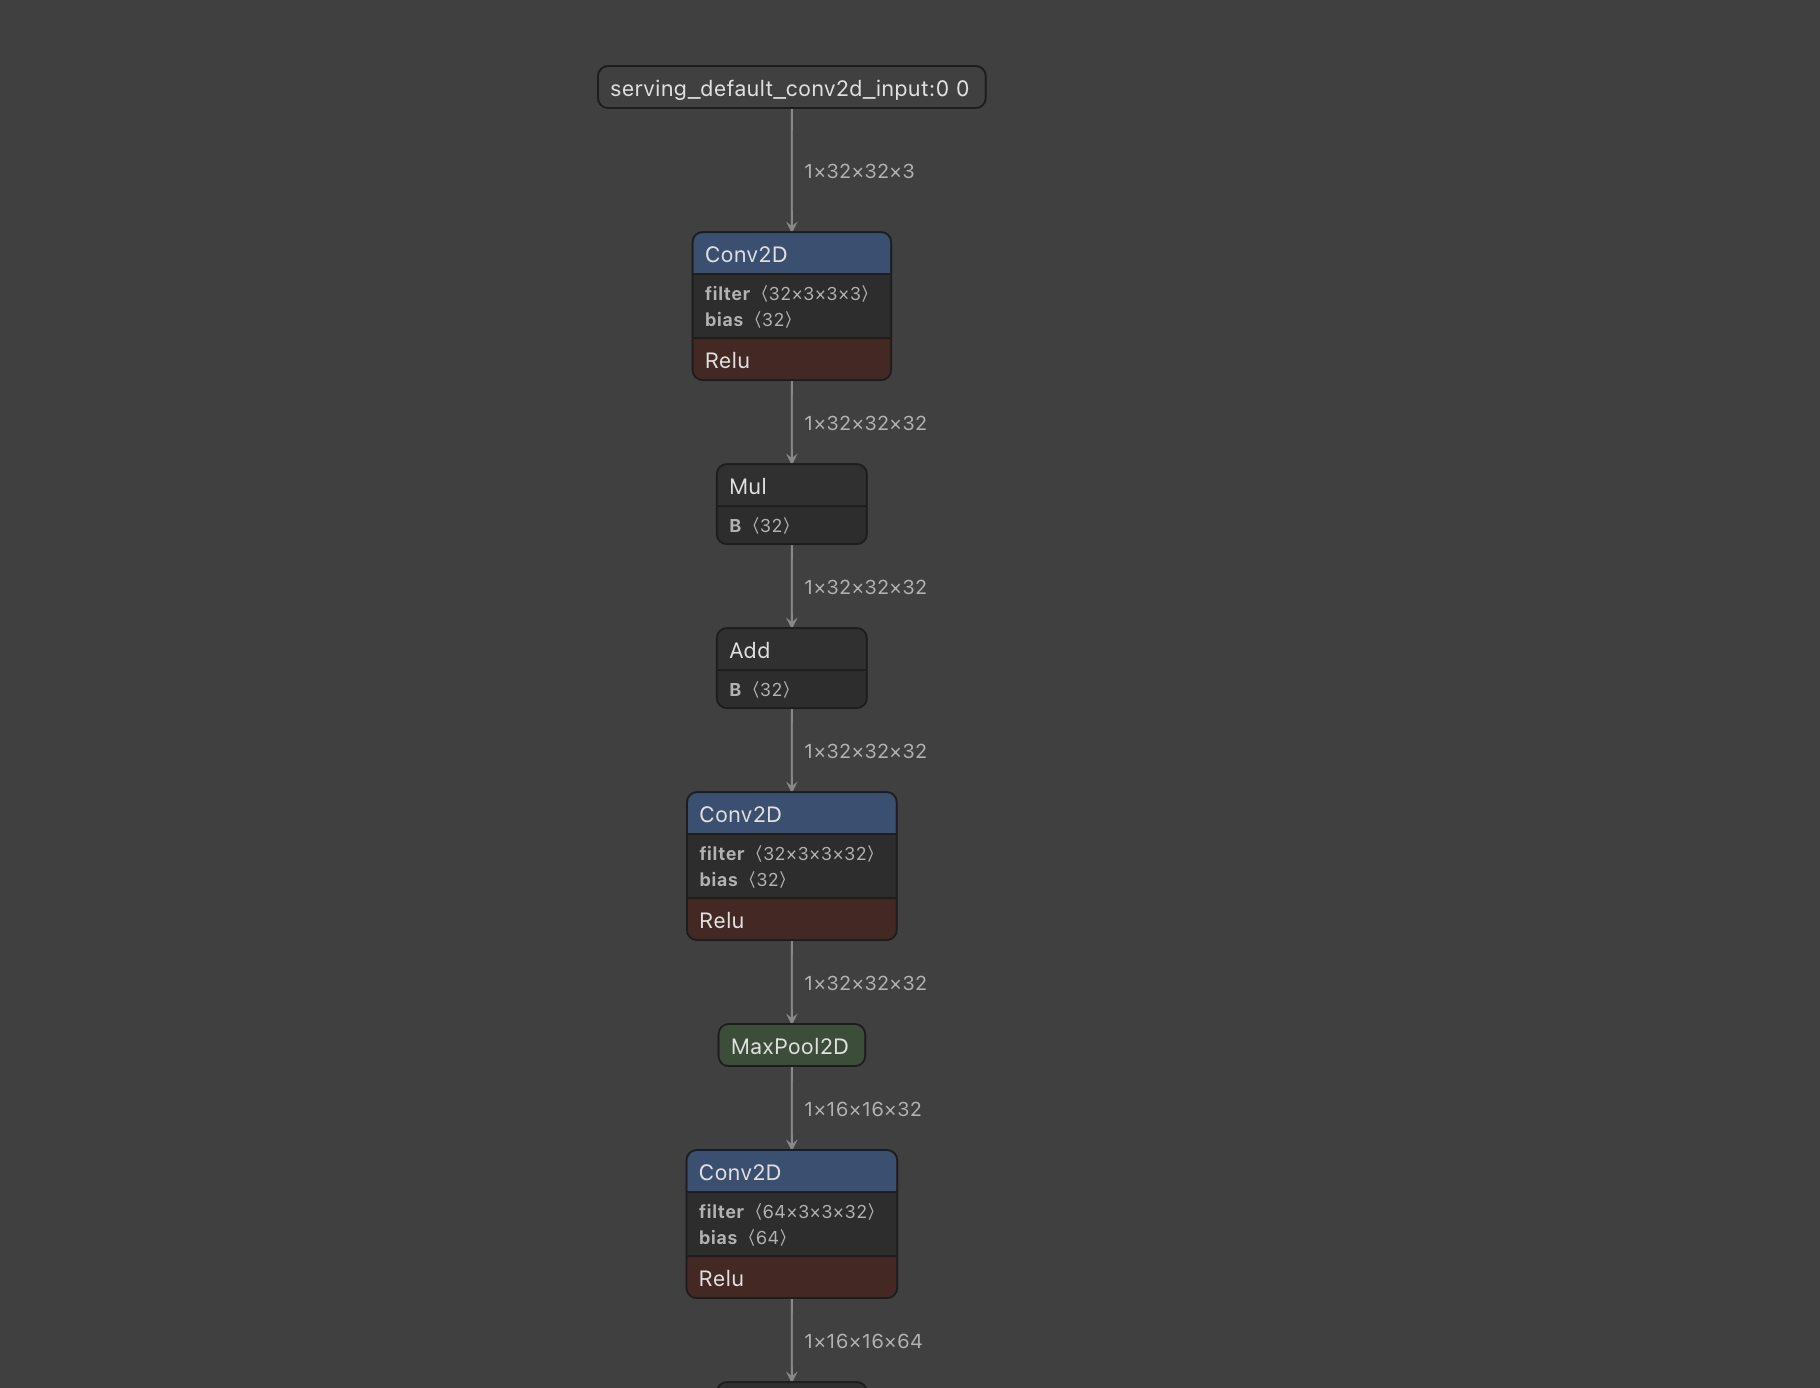 serving_default_conv2d_input:0 0
1×32×32×3
Conv2D
filter ⟨32×3×3×3⟩
bias ⟨32⟩
Relu
1×32×32×32
Mul
B ⟨32⟩
1×32×32×32
Add
B ⟨32⟩
1×32×32×32
Conv2D
filter ⟨32×3×3×32⟩
bias ⟨32⟩
Relu
1×32×32×32
MaxPool2D
1×16×16×32
Conv2D
filter ⟨64×3×3×32⟩
bias ⟨64⟩
Relu
1×16×16×64